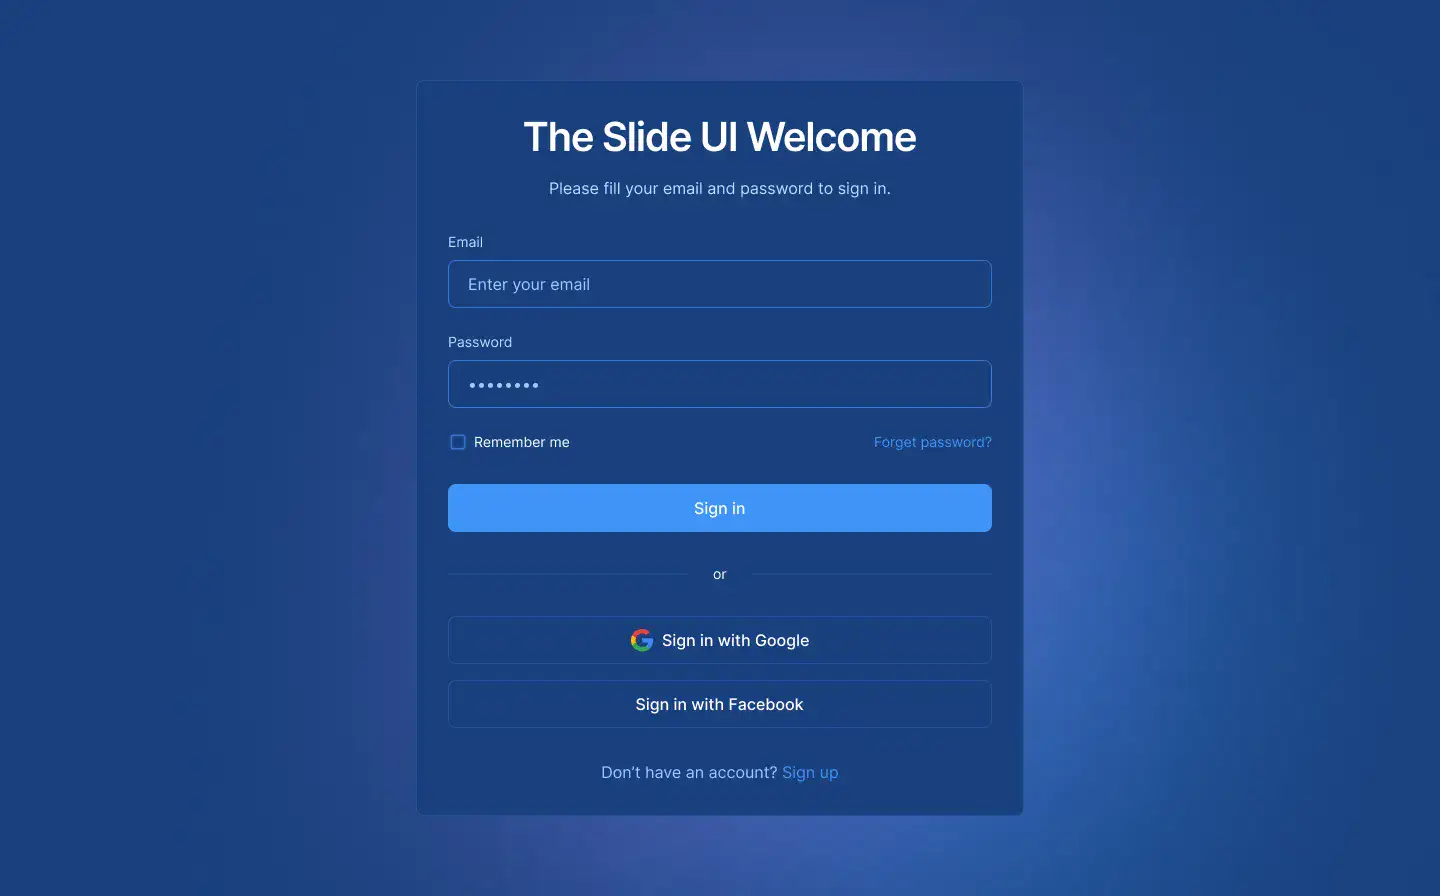 The Slide UI Welcome
Please fill your email and password to sign in.
Email
Enter your email
Password
••••••••
Remember me
Forget password?
Sign in
or
Sign in with Google
Sign in with Facebook
Don’t have an account? Sign up